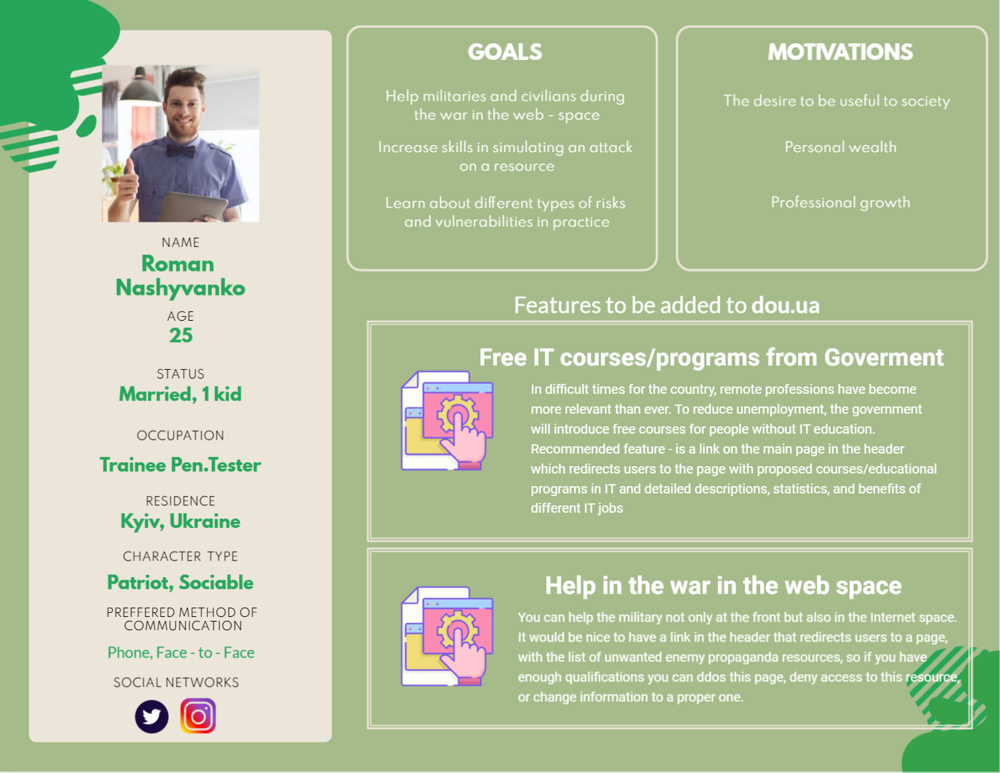 NAME
Roman
Nashyvanko
AGE
25
STATUS
Married, 1 kid
OCCUPATION
Trainee Pen.Tester
RESIDENCE
Kyiv, Ukraine
CHARACTER TYPE
Patriot, Sociable
PREFFERED METHOD OF
COMMUNICATION
Phone, Face - to - Face
SOCIAL NETWORKS
GOALS
Help militaries and civilians during
the war in the web - space
Increase skills in simulating an attack
on a resource
Learn about different types of risks
and vulnerabilities in practice
MOTIVATIONS
The desire to be useful to society
Personal wealth
Professional growth
Features to be added to dou.ua
Free IT courses/programs from Goverment
In difficult times for the country, remote professions have become
more relevant than ever. To reduce unemployment, the government
will introduce free courses for people without IT education.
Recommended feature - is a link on the main page in the header
which redirects users to the page with proposed courses/educational
programs in IT and detailed descriptions, statistics, and benefits of
different IT jobs
Help in the war in the web space
You can help the military not only at the front but also in the Internet space.
It would be nice to have a link in the header that redirects users to a page,
with the list of unwanted enemy propaganda resources, so if you have
enough qualifications you can ddos this page, deny access to this resource,
or change information to a proper one.